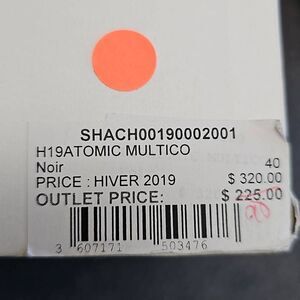 SHACH00190002001
H19ATOMIC MULTICO
Noir 40
PRICE : HIVER 2019 $ 320.00
OUTLET PRICE: $ 225.00
3 607171 503476